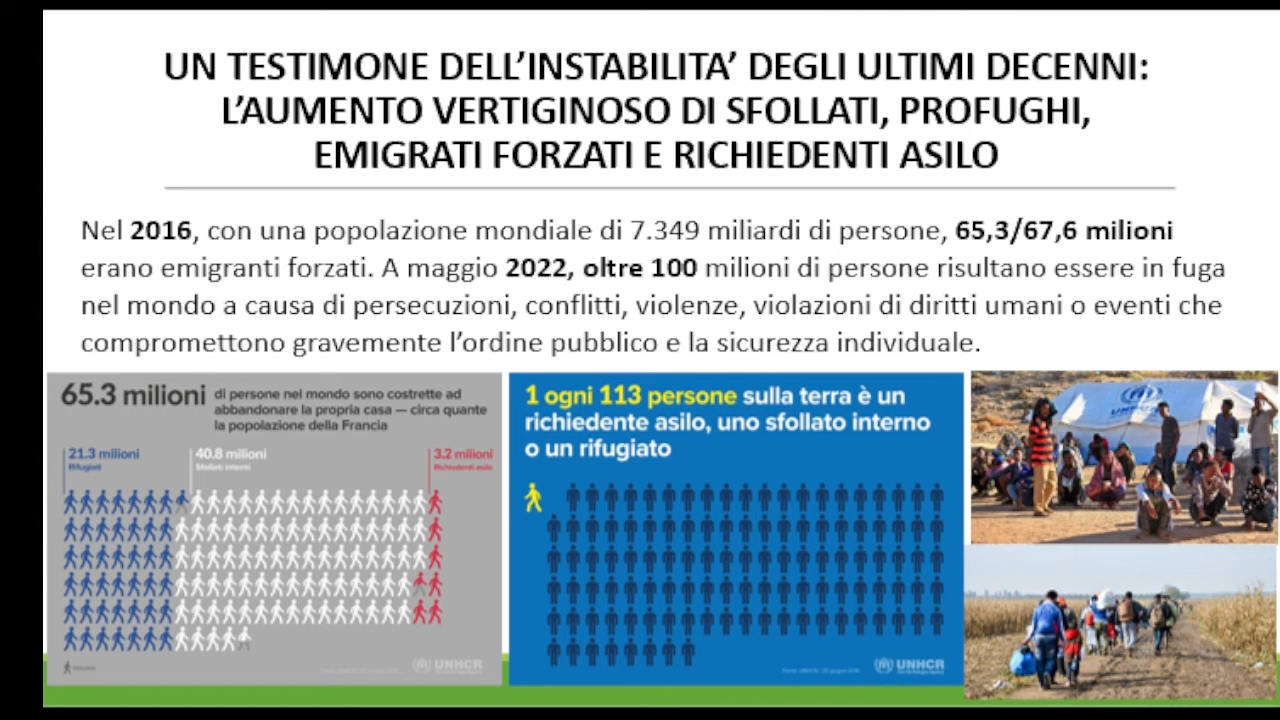 UN TESTIMONE DELL’INSTABILITA’ DEGLI ULTIMI DECENNI:
L’AUMENTO VERTIGINOSO DI SFOLLATI, PROFUGHI,
EMIGRATI FORZATI E RICHIEDENTI ASILO
Nel 2016, con una popolazione mondiale di 7.349 miliardi di persone, 65,3/67,6 milioni
erano emigranti forzati. A maggio 2022, oltre 100 milioni di persone risultano essere in fuga
nel mondo a causa di persecuzioni, conflitti, violenze, violazioni di diritti umani o eventi che
compromettono gravemente l’ordine pubblico e la sicurezza individuale.
65.3 milioni di persone nel mondo sono costrette ad
abbandonare la propria casa — circa quante
la popolazione della Francia
21.3 milioni
Rifugiati
40.8 milioni
Sfollati interni
3.2 milioni
Richiedenti asilo
UNHCR
1 ogni 113 persone sulla terra è un
richiedente asilo, uno sfollato interno
o un rifugiato
UNHCR
UNHCR